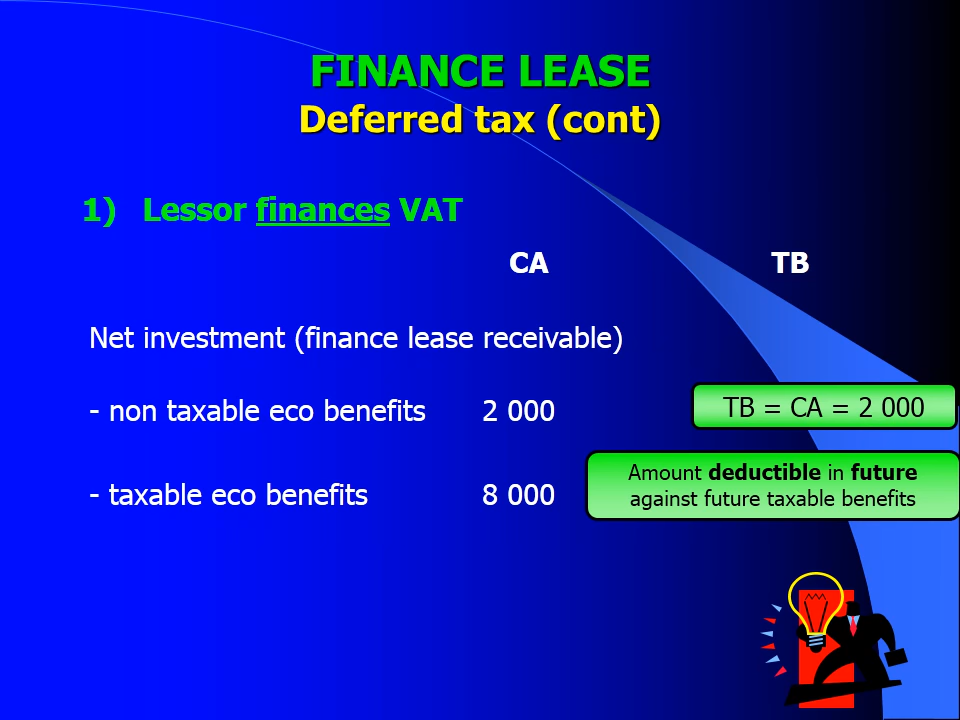 FINANCE LEASE
Deferred tax (cont)
1) Lessor finances VAT
CA TB
Net investment (finance lease receivable)
- non taxable eco benefits 2 000 TB = CA = 2 000
- taxable eco benefits 8 000
Amount deductible in future
against future taxable benefits